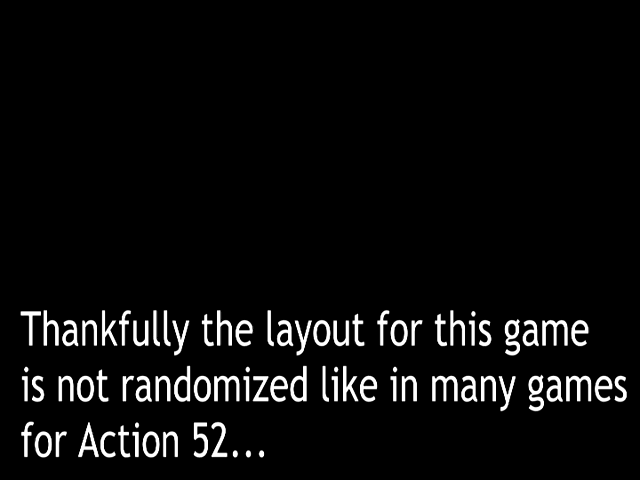 Thankfully the layout for this game
is not randomized like in many games
for Action 52...